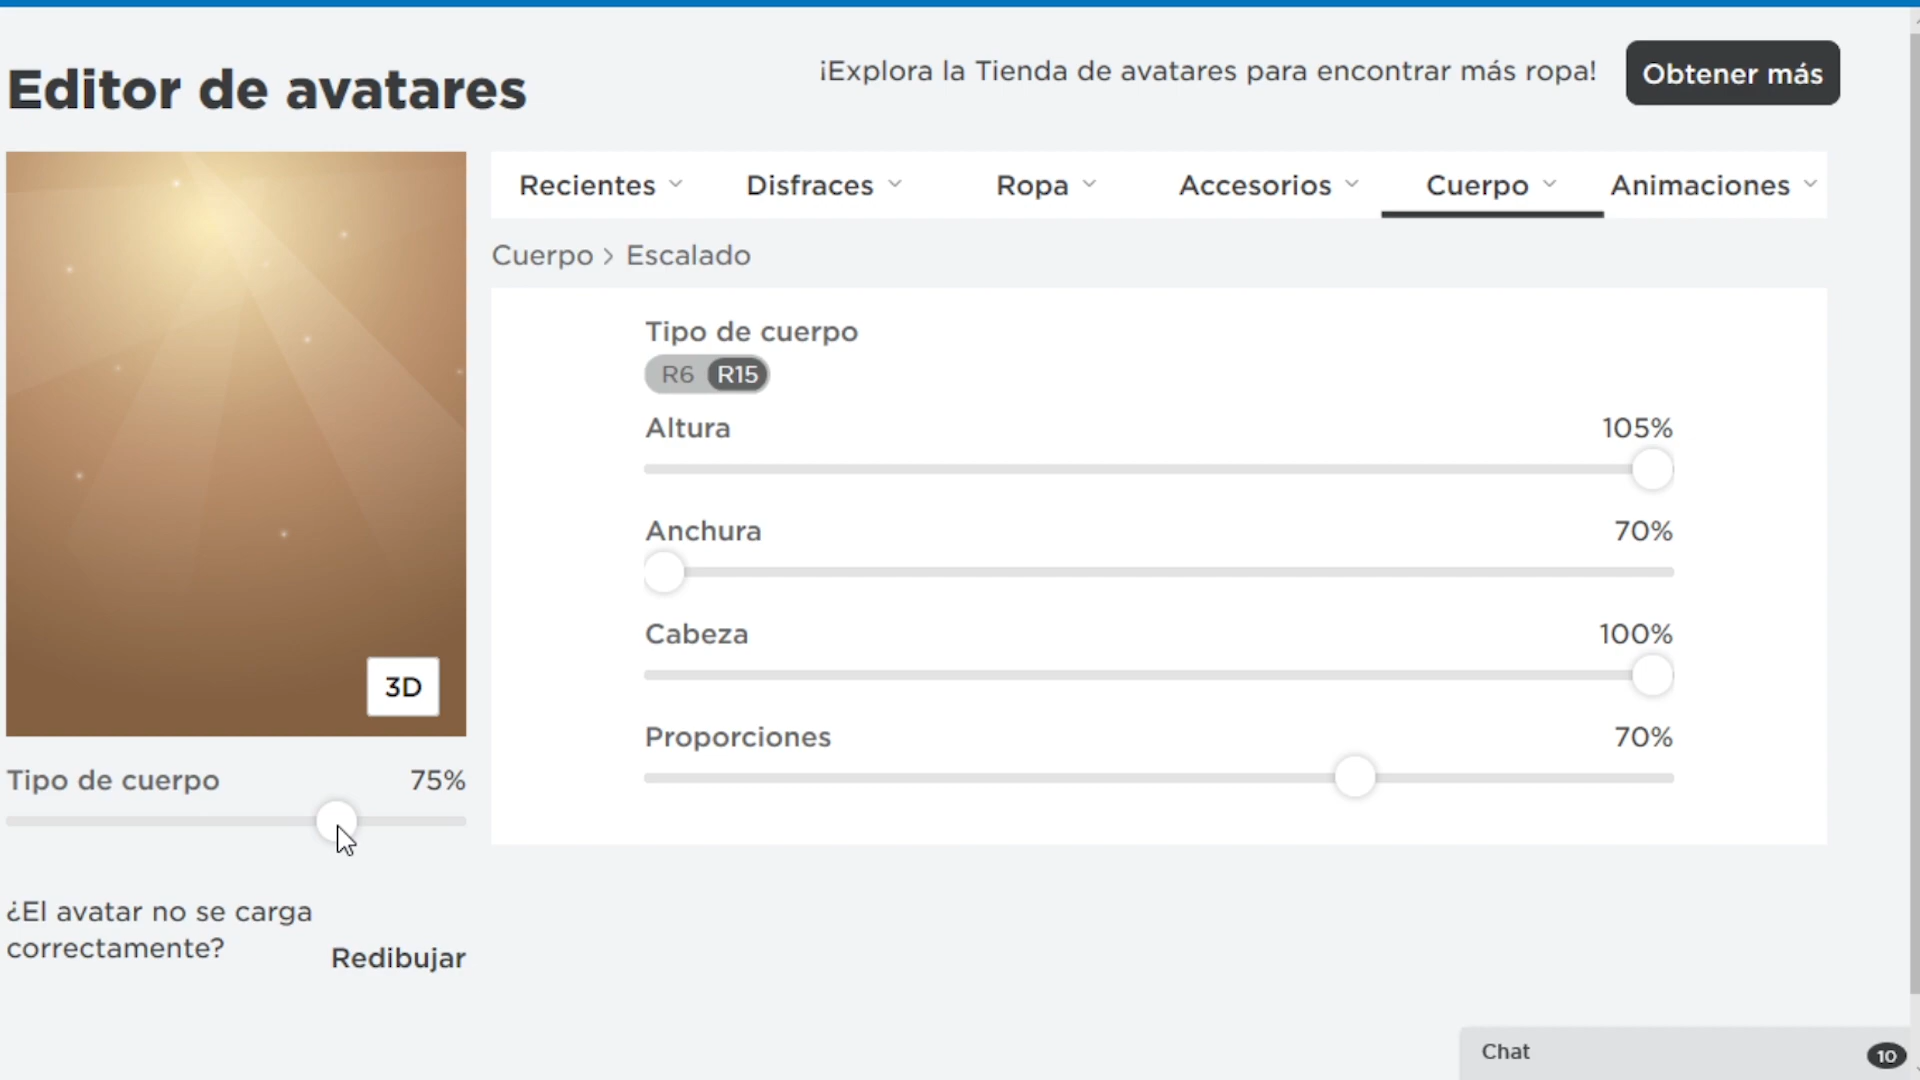 Editor de avatares
¡Explora la Tienda de avatares para encontrar más ropa!
Obtener más
Recientes
Disfraces
Ropa
Accesorios
Cuerpo
Animaciones
Cuerpo > Escalado
Tipo de cuerpo
R6 R15
Altura 105%
Anchura 70%
Cabeza 100%
Proporciones 70%
3D
Tipo de cuerpo 75%
¿El avatar no se carga
correctamente?
Redibujar
Chat 10